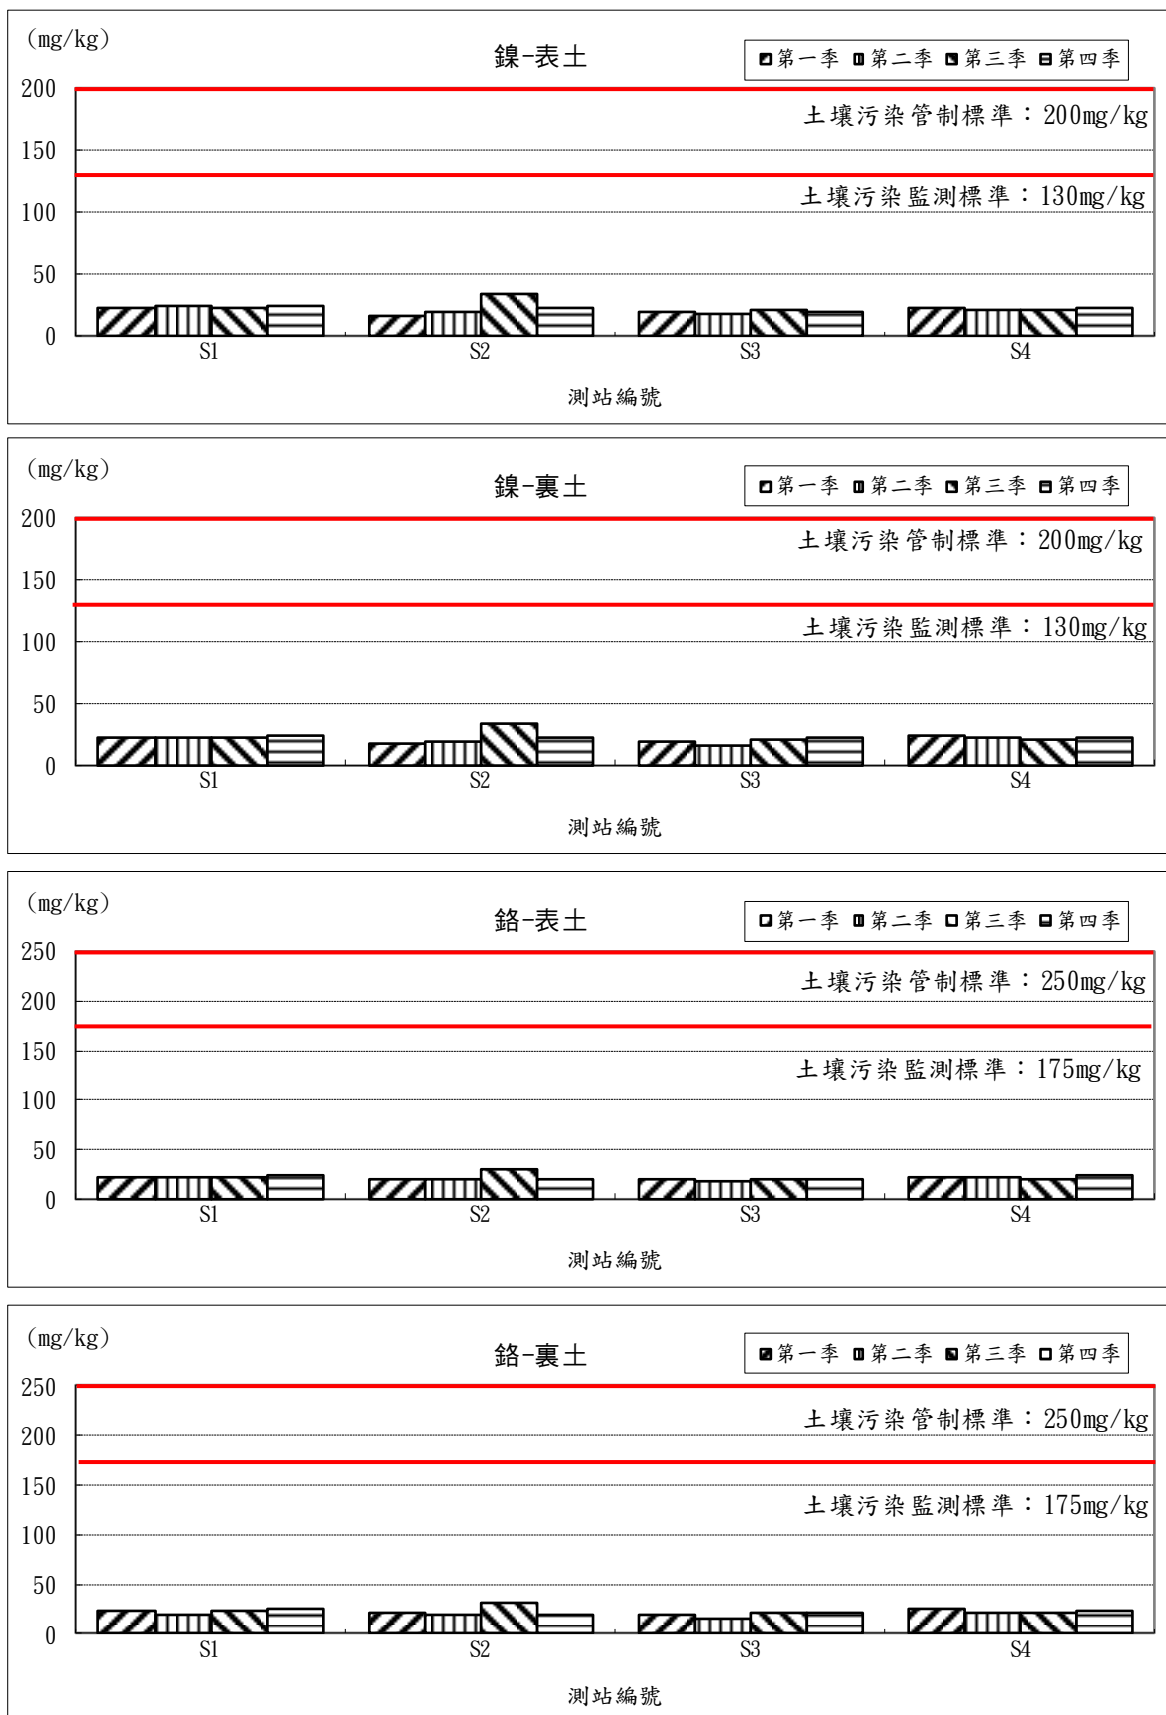 (mg/kg)
鎳-表土
第一季 第二季 第三季 第四季
200
土壤污染管制標準：200mg/kg
150
土壤污染監測標準：130mg/kg
100
50
0
S1 S2 S3 S4
測站編號
(mg/kg)
鎳-裏土
第一季 第二季 第三季 第四季
200
土壤污染管制標準：200mg/kg
150
土壤污染監測標準：130mg/kg
100
50
0
S1 S2 S3 S4
測站編號
(mg/kg)
鉻-表土
第一季 第二季 第三季 第四季
250
土壤污染管制標準：250mg/kg
200
150
土壤污染監測標準：175mg/kg
100
50
0
S1 S2 S3 S4
測站編號
(mg/kg)
鉻-裏土
第一季 第二季 第三季 第四季
250
土壤污染管制標準：250mg/kg
200
150
土壤污染監測標準：175mg/kg
100
50
0
S1 S2 S3 S4
測站編號